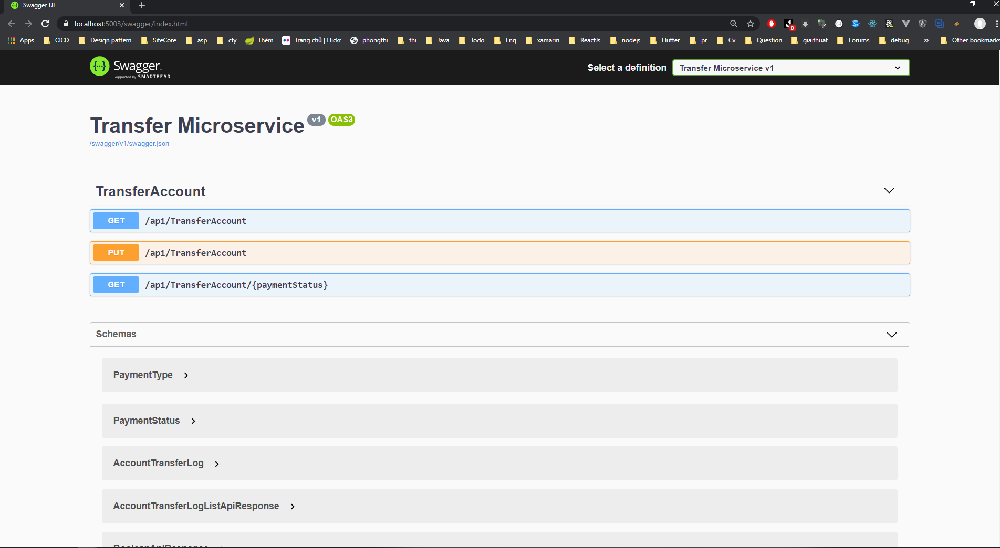 Swagger UI
localhost:5003/swagger/index.html
0
Apps CICD Design pattern SiteCore asp cty Thêm Trang chủ | Flickr phongthi thi Java Todo Eng xamarin ReactJs nodejs Flutter pr Cv Question giaithuat Forums debug » Other bookmarks
Swagger
Supported by SMARTBEAR
Select a definition Transfer Microservice v1
Transfer Microservice v1 OAS3
/swagger/v1/swagger.json
TransferAccount
GET /api/TransferAccount
PUT /api/TransferAccount
GET /api/TransferAccount/{paymentStatus}
Schemas
PaymentType
PaymentStatus
AccountTransferLog
AccountTransferLogListApiResponse
BooleanApiResponse